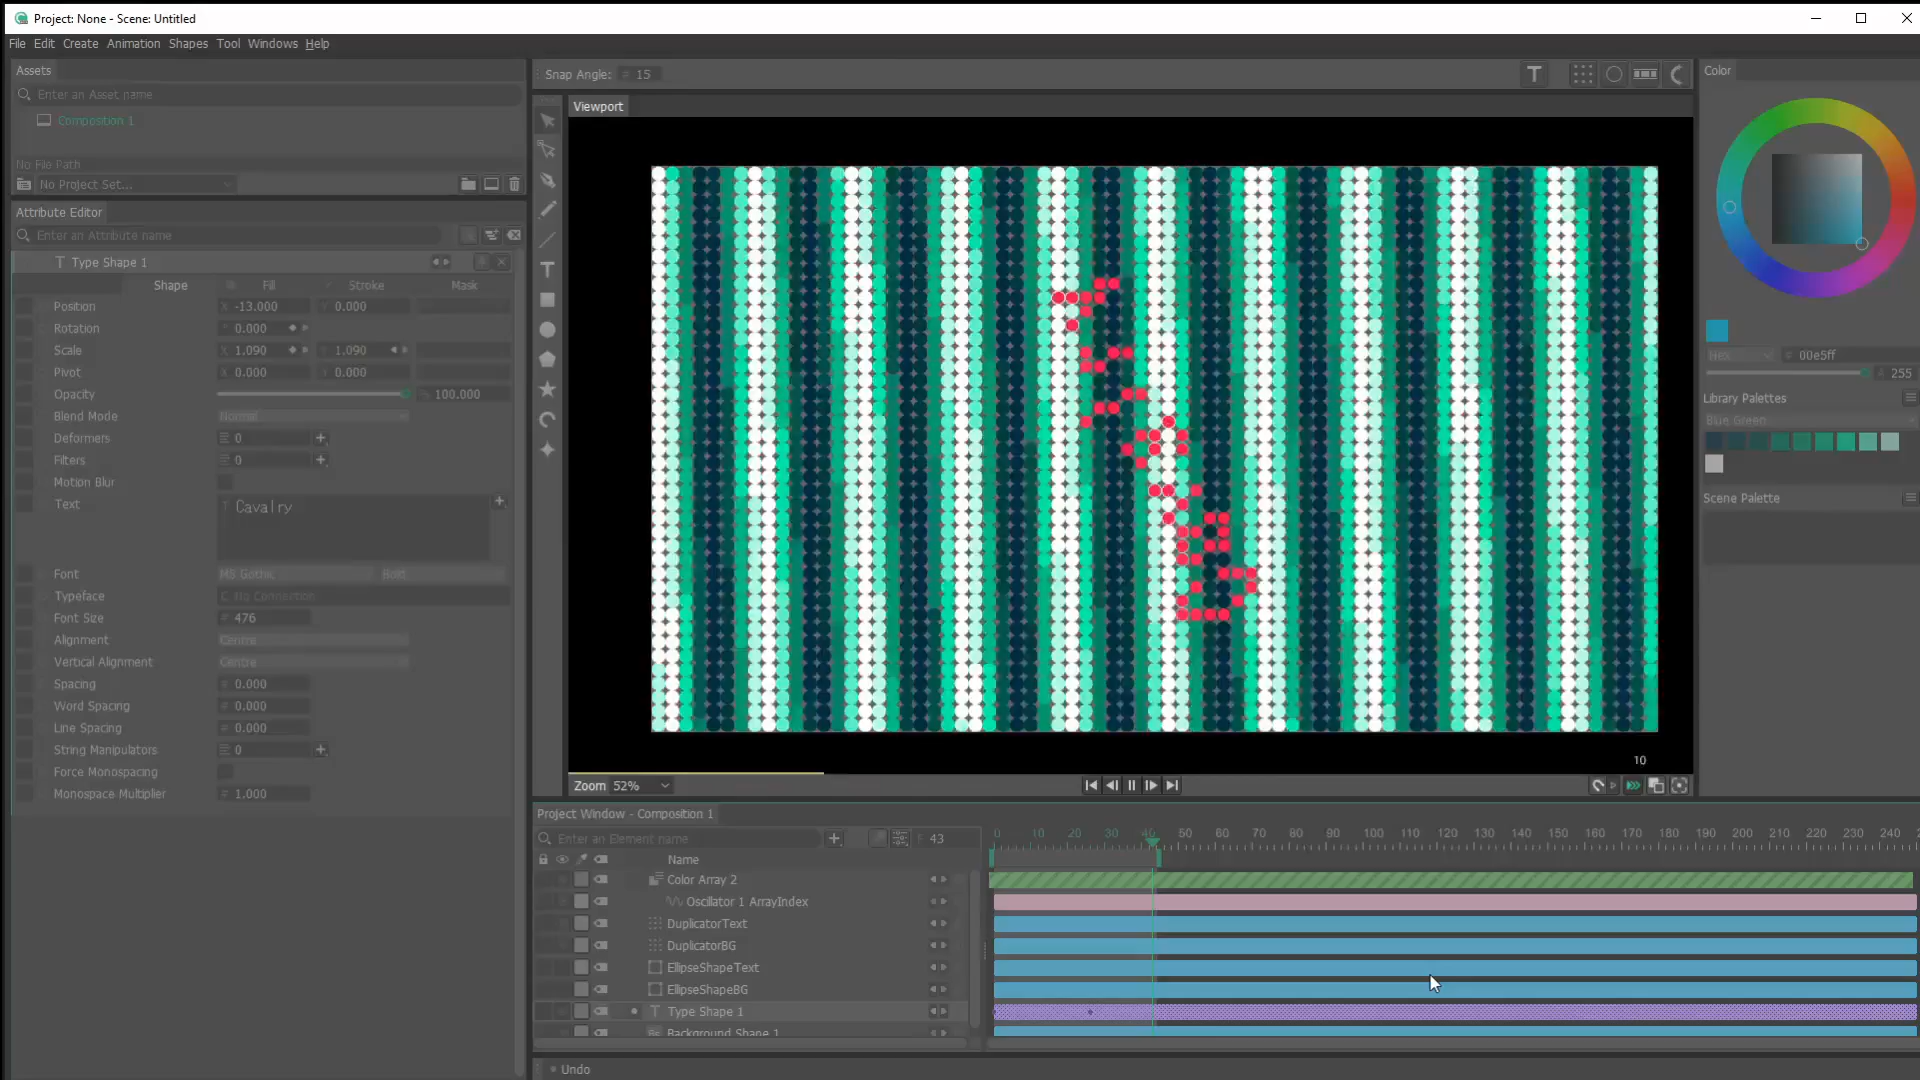 Project: None - Scene: Untitled
File Edit Create Animation Shapes Tool Windows Help
Assets
Enter an Asset name
Composition 1
No File Path
No Project Set...
Attribute Editor
Enter an Attribute name
Type Shape 1
Shape Fill Stroke Mask
Position X -13.000 Y 0.000
Rotation ° 0.000
Scale X 1.090 Y 1.090
Pivot X 0.000 Y 0.000
Opacity % 100.000
Blend Mode Normal
Deformers 0 +
Filters 0 +
Motion Blur
Text Cavalry +
Font MS Gothic Bold
Typeface No Connection
Font Size # 476
Alignment Centre
Vertical Alignment Centre
Spacing # 0.000
Word Spacing # 0.000
Line Spacing # 0.000
String Manipulators 0 +
Force Monospacing
Monospace Multiplier # 1.000
Snap Angle: # 15
Viewport
10
Zoom 52%
Project Window - Composition 1
Enter an Element name
43
0 10 20 30 40 50 60 70 80 90 100 110 120 130 140 150 160 170 180 190 200 210 220 230 240
Name
Color Array 2
Oscillator 1 ArrayIndex
DuplicatorText
DuplicatorBG
EllipseShapeText
EllipseShapeBG
Type Shape 1
Background Shape 1
Undo
Color
Hex # 00e5ff
255
Library Palettes
Blue Green
Scene Palette